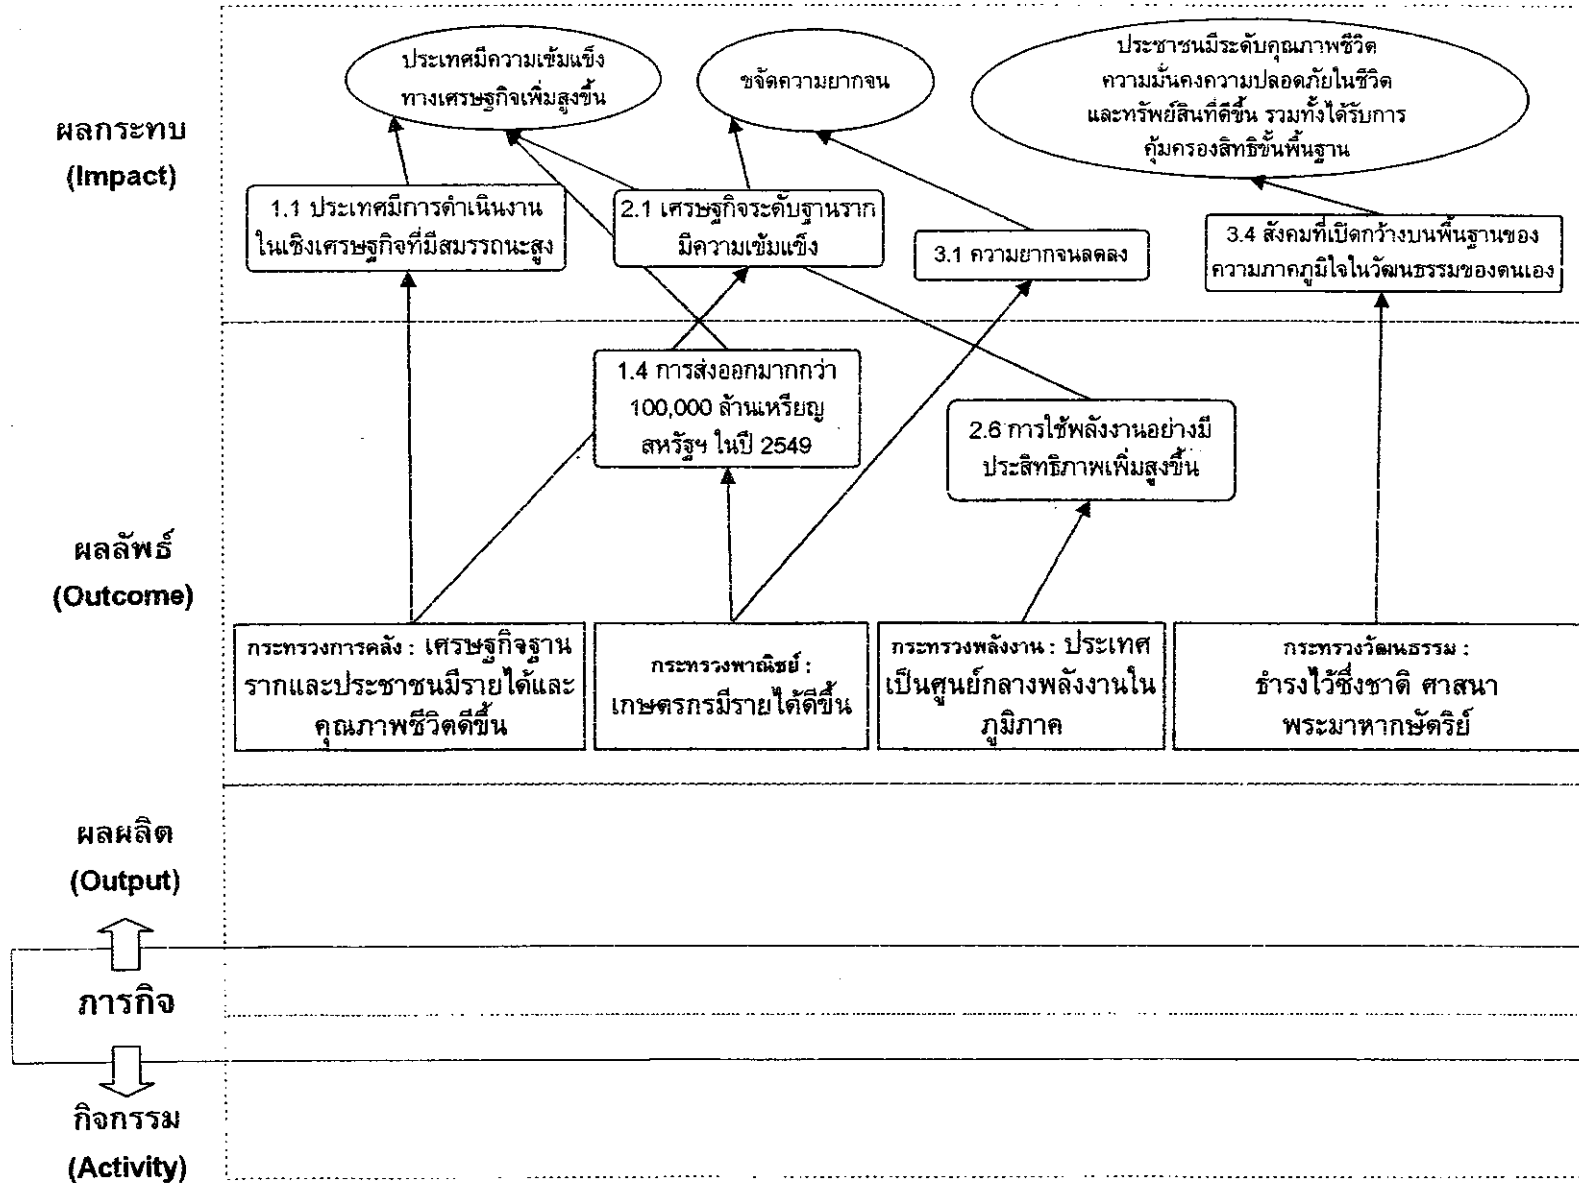 ประเทศมีความเข้มแข็ง
ทางเศรษฐกิจเพิ่มสูงขึ้น
ขจัดความยากจน
ประชาชนมีระดับคุณภาพชีวิต
ความมั่นคงความปลอดภัยในชีวิต
และทรัพย์สินที่ดีขึ้น รวมทั้งได้รับการ
คุ้มครองสิทธิขั้นพื้นฐาน
ผลกระทบ
(Impact)
1.1 ประเทศมีการดำเนินงาน
ในเชิงเศรษฐกิจที่มีสมรรถนะสูง
2.1 เศรษฐกิจระดับฐานราก
มีความเข้มแข็ง
3.1 ความยากจนลดลง
3.4 สังคมที่เปิดกว้างบนพื้นฐานของ
ความภาคภูมิใจในวัฒนธรรมของตนเอง
1.4 การส่งออกมากกว่า
100,000 ล้านเหรียญ
สหรัฐฯ ในปี 2549
2.6 การใช้พลังงานอย่างมี
ประสิทธิภาพเพิ่มสูงขึ้น
ผลลัพธ์
(Outcome)
กระทรวงการคลัง : เศรษฐกิจฐาน
รากและประชาชนมีรายได้และ
คุณภาพชีวิตดีขึ้น
กระทรวงพาณิชย์ :
เกษตรกรมีรายได้ดีขึ้น
กระทรวงพลังงาน : ประเทศ
เป็นศูนย์กลางพลังงานใน
ภูมิภาค
กระทรวงวัฒนธรรม :
ธำรงไว้ซึ่งชาติ ศาสนา
พระมาหากษัตริย์
ผลผลิต
(Output)
ภารกิจ
กิจกรรม
(Activity)